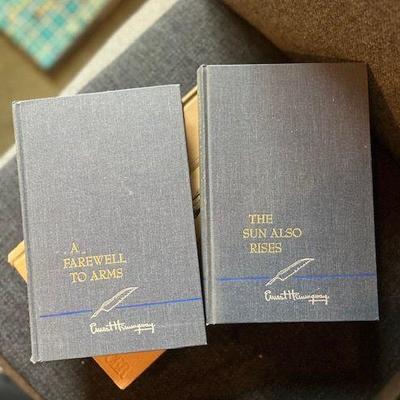 A
FAREWELL
TO ARMS
Ernest Hemingway
THE
SUN ALSO
RISES
Ernest Hemingway